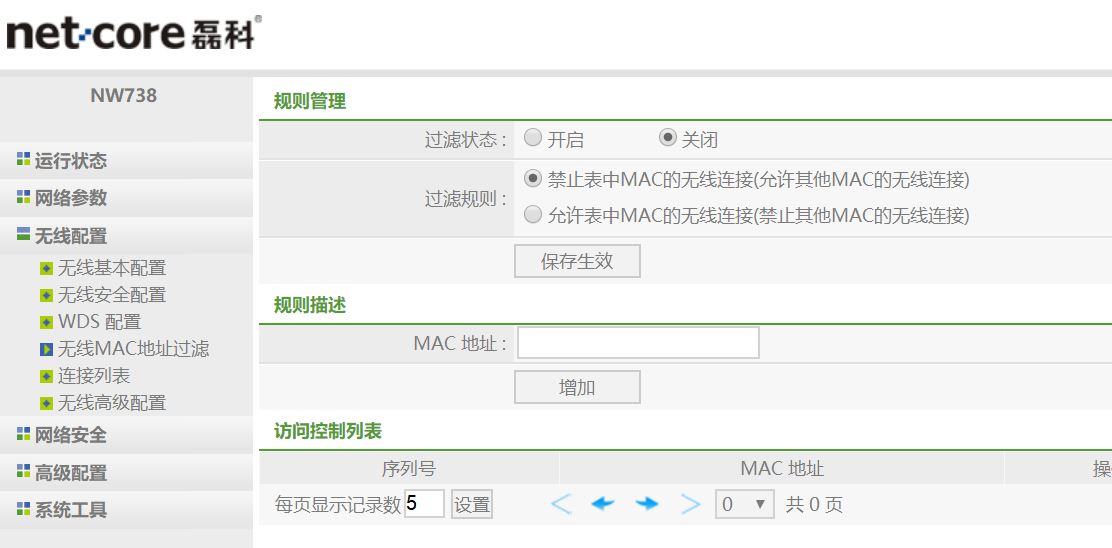 net-core磊科®
NW738
运行状态
网络参数
无线配置
无线基本配置
无线安全配置
WDS 配置
无线MAC地址过滤
连接列表
无线高级配置
网络安全
高级配置
系统工具
规则管理
过滤状态： 开启 关闭
过滤规则： 禁止表中MAC的无线连接(允许其他MAC的无线连接)
允许表中MAC的无线连接(禁止其他MAC的无线连接)
保存生效
规则描述
MAC 地址：
增加
访问控制列表
序列号 MAC 地址
每页显示记录数 5 设置 0 共 0 页